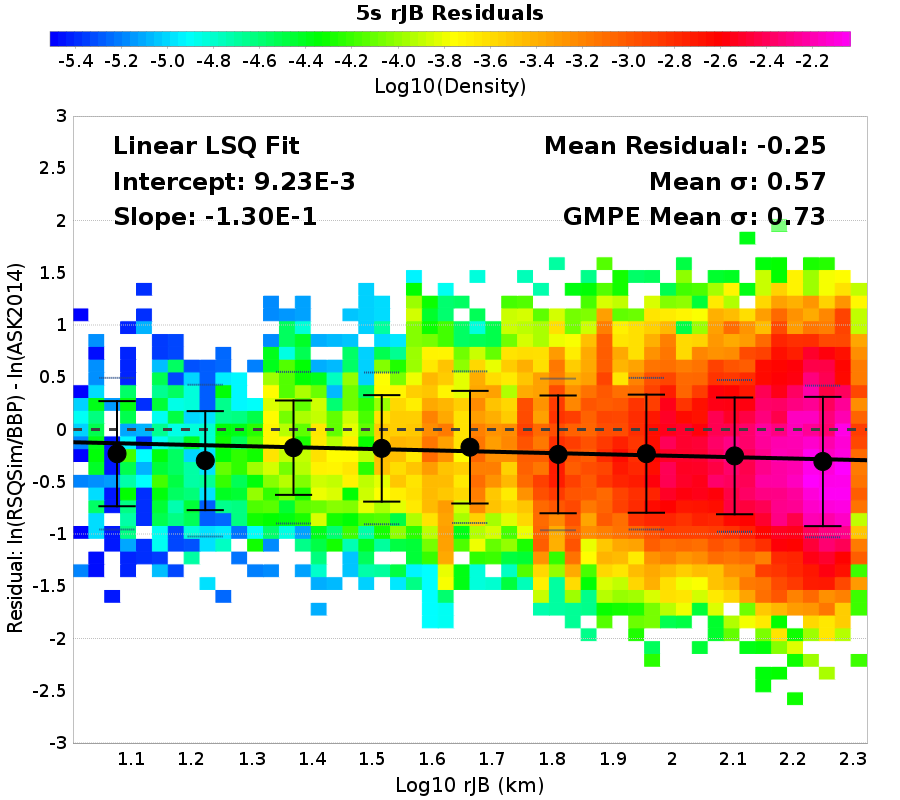 5s rJB Residuals
-5.4 -5.2 -5.0 -4.8 -4.6 -4.4 -4.2 -4.0 -3.8 -3.6 -3.4 -3.2 -3.0 -2.8 -2.6 -2.4 -2.2
Log10(Density)
Linear LSQ Fit
Intercept: 9.23E-3
Slope: -1.30E-1
Mean Residual: -0.25
Mean σ: 0.57
GMPE Mean σ: 0.73
Residual: ln(RSQSim/BBP) - ln(ASK2014)
3
2.5
2
1.5
1
0.5
0
-0.5
-1
-1.5
-2
-2.5
-3
1.1 1.2 1.3 1.4 1.5 1.6 1.7 1.8 1.9 2 2.1 2.2 2.3
Log10 rJB (km)